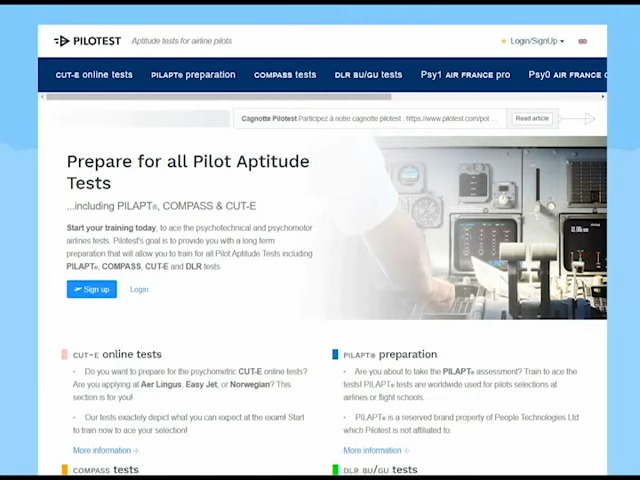 PILOTEST Aptitude tests for airline pilots Login/SignUp
CUT-E online tests PILAPT® preparation COMPASS tests DLR BU/GU tests Psy1 AIR FRANCE pro Psy0 AIR FRANCE
Cagnotte Pilotest Participez à notre cagnotte pilotest : https://www.pilotest.com/pot ... Read article
Prepare for all Pilot Aptitude
Tests
...including PILAPT®, COMPASS & CUT-E
Start your training today, to ace the psychotechnical and psychomotor
airlines tests. Pilotest's goal is to provide you with a long term
preparation that will allow you to train for all Pilot Aptitude Tests including
PILAPT®, COMPASS, CUT-E and DLR tests.
Sign up Login
CUT-E online tests
Do you want to prepare for the psychometric CUT-E online tests?
Are you applying at Aer Lingus, Easy Jet, or Norwegian? This
section is for you!
Our tests exactely depict what you can expect at the exam! Start
to train now to ace your selection!
More information
PILAPT® preparation
Are you about to take the PILAPT® assessment? Train to ace the
tests! PILAPT® tests are worldwide used for pilots selections at
airlines or flight schools.
PILAPT® is a reserved brand property of People Technologies Ltd
which Pilotest is not affiliated to.
More information
COMPASS tests
DLR BU/GU tests